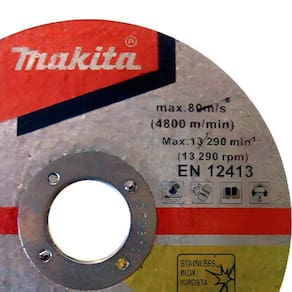 makita®
max.80m/s
(4800 m/min)
Max.13 290 min⁻¹
(13 290 rpm)
EN 12413
STAINLESS
INOX
NIROSTA